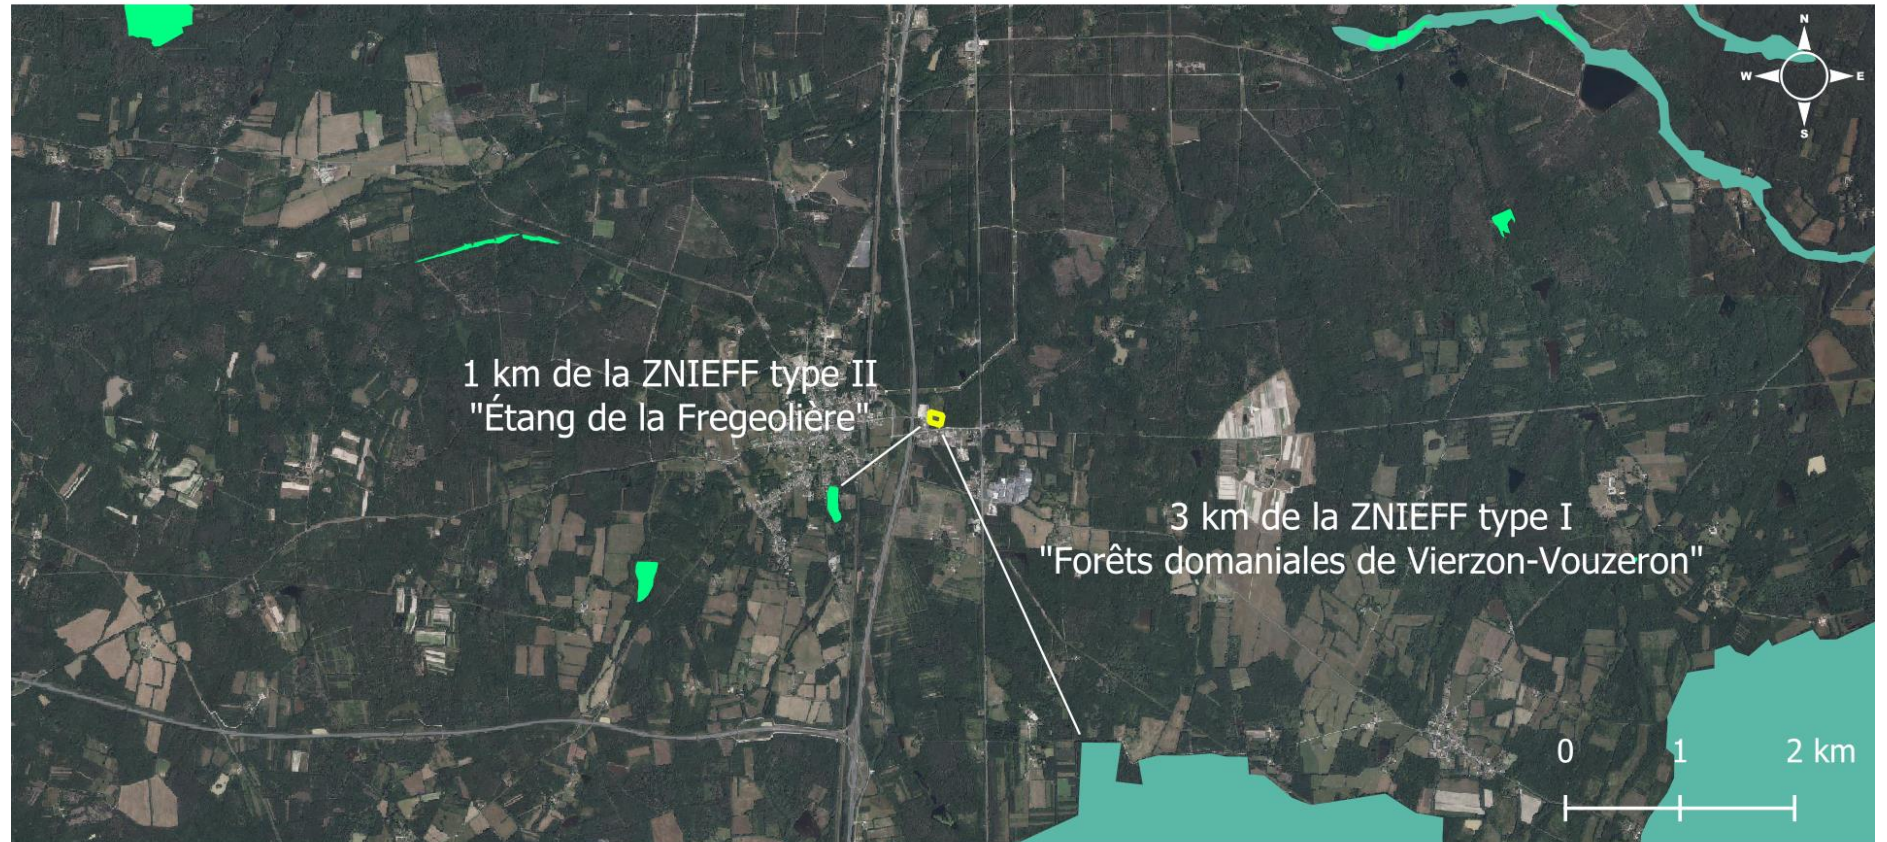 N
W E
S
1 km de la ZNIEFF type II
"Étang de la Fregeolière"
3 km de la ZNIEFF type I
"Forêts domaniales de Vierzon-Vouzeron"
0 1 2 km